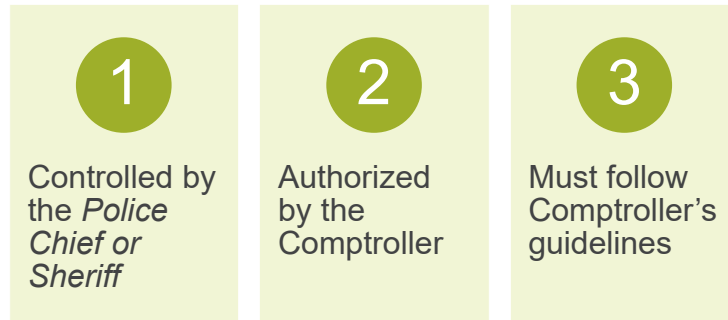 1
Controlled by
the Police
Chief or
Sheriff
2
Authorized
by the
Comptroller
3
Must follow
Comptroller’s
guidelines